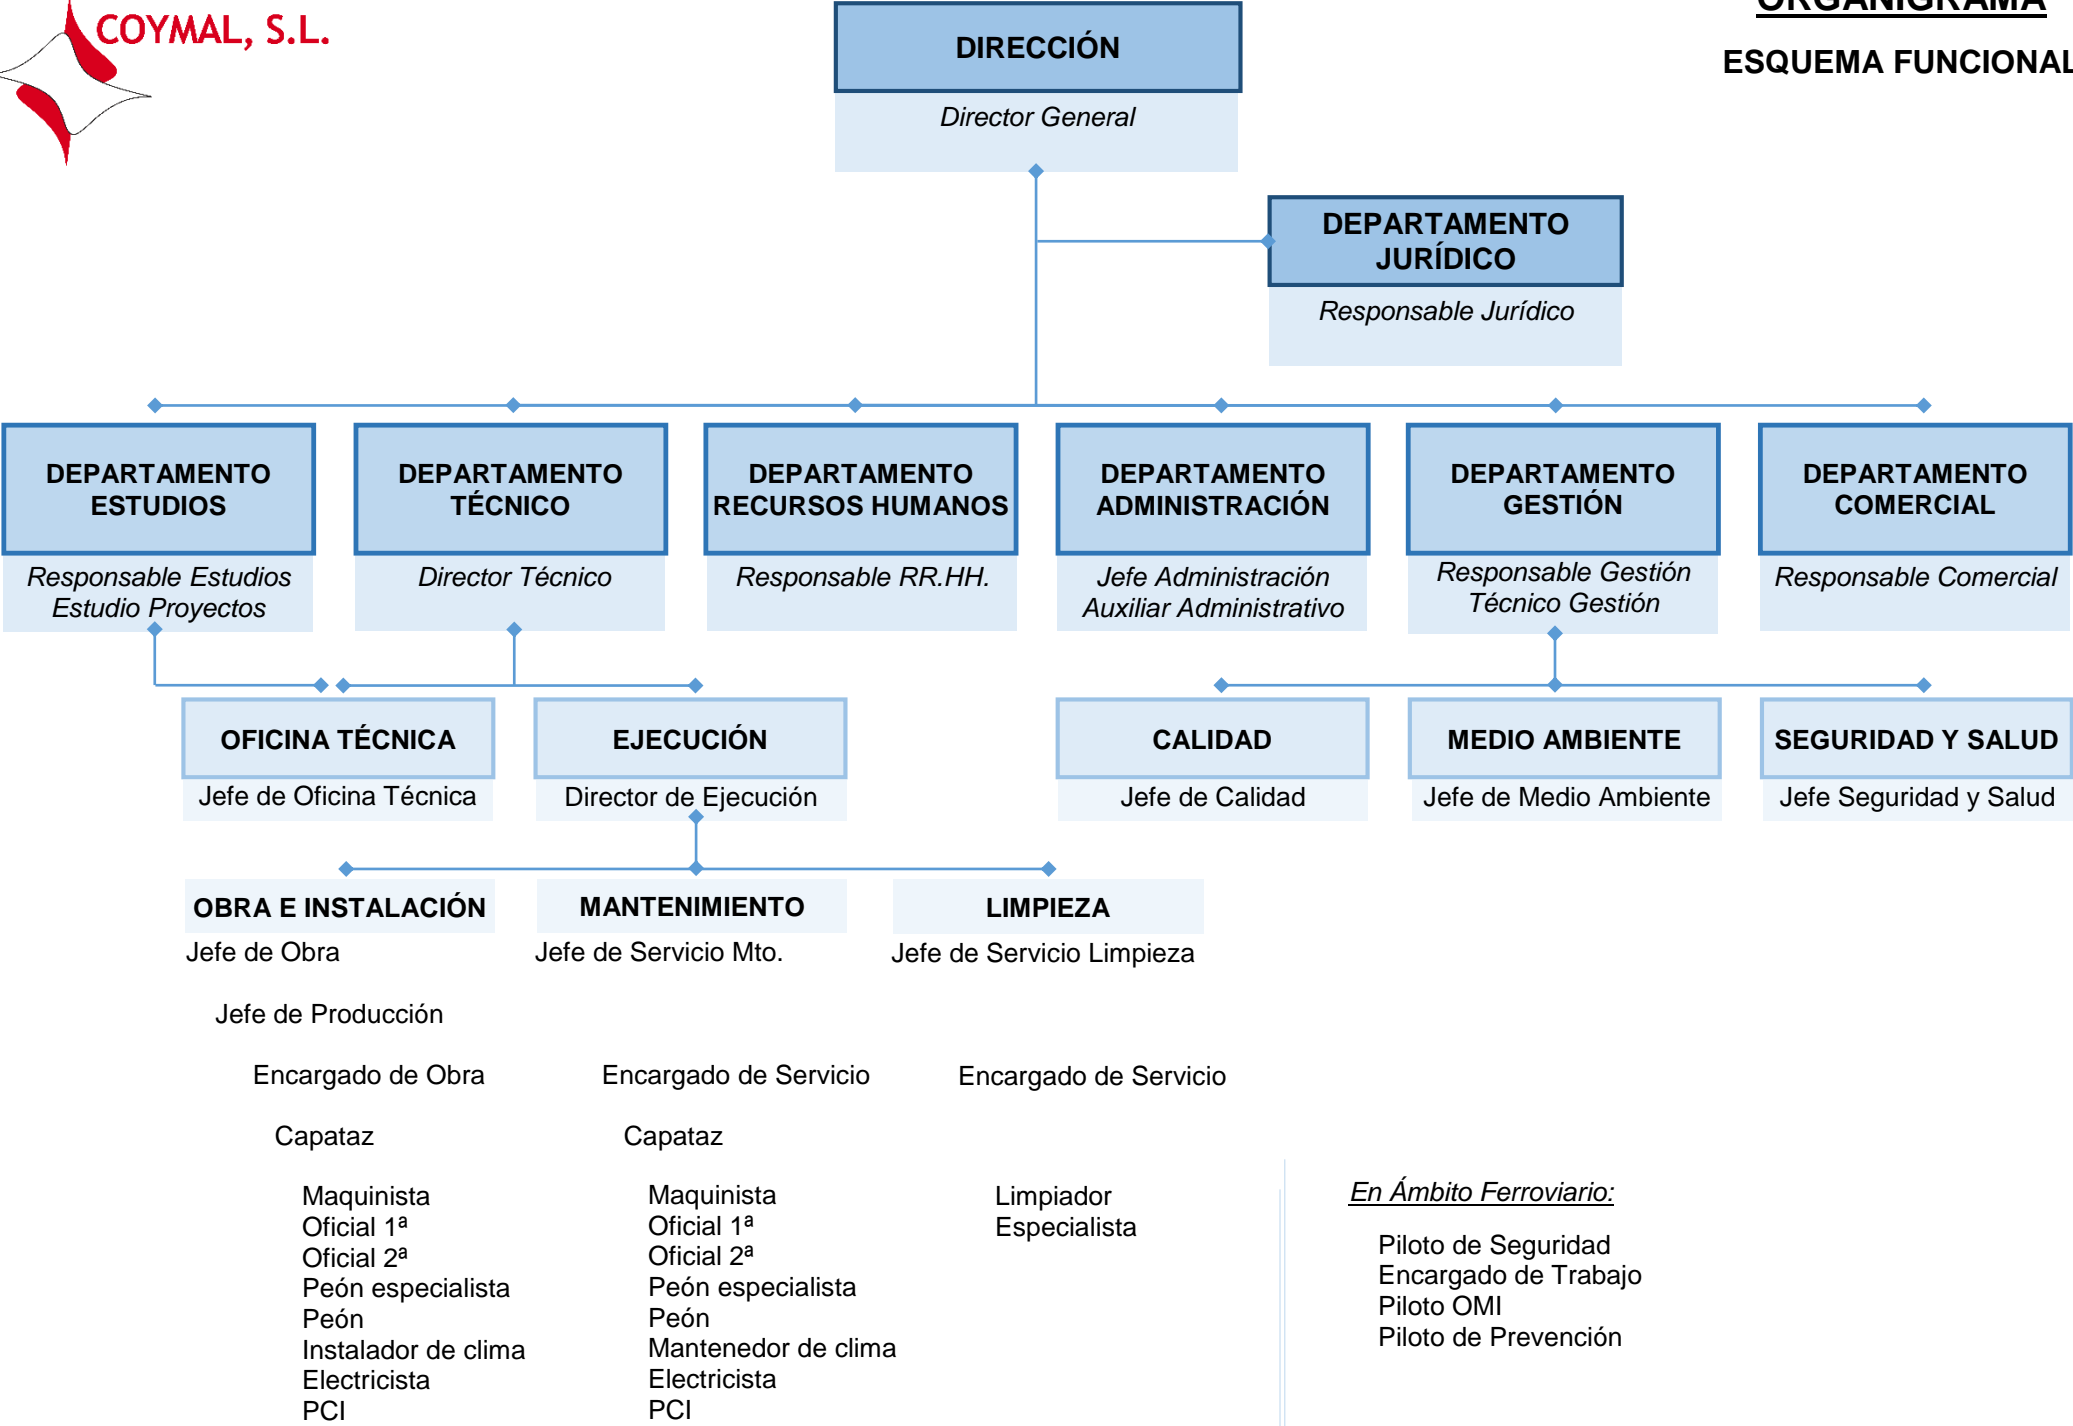 COYMAL, S.L.
ORGANIGRAMA
ESQUEMA FUNCIONAL
DIRECCIÓN
Director General
DEPARTAMENTO
JURÍDICO
Responsable Jurídico
DEPARTAMENTO
ESTUDIOS
Responsable Estudios
Estudio Proyectos
DEPARTAMENTO
TÉCNICO
Director Técnico
DEPARTAMENTO
RECURSOS HUMANOS
Responsable RR.HH.
DEPARTAMENTO
ADMINISTRACIÓN
Jefe Administración
Auxiliar Administrativo
DEPARTAMENTO
GESTIÓN
Responsable Gestión
Técnico Gestión
DEPARTAMENTO
COMERCIAL
Responsable Comercial
OFICINA TÉCNICA
Jefe de Oficina Técnica
EJECUCIÓN
Director de Ejecución
CALIDAD
Jefe de Calidad
MEDIO AMBIENTE
Jefe de Medio Ambiente
SEGURIDAD Y SALUD
Jefe Seguridad y Salud
OBRA E INSTALACIÓN
Jefe de Obra
Jefe de Producción
Encargado de Obra
Capataz
Maquinista
Oficial 1ª
Oficial 2ª
Peón especialista
Peón
Instalador de clima
Electricista
PCI
MANTENIMIENTO
Jefe de Servicio Mto.
Encargado de Servicio
Capataz
Maquinista
Oficial 1ª
Oficial 2ª
Peón especialista
Peón
Mantenedor de clima
Electricista
PCI
LIMPIEZA
Jefe de Servicio Limpieza
Encargado de Servicio
Limpiador
Especialista
En Ámbito Ferroviario:
Piloto de Seguridad
Encargado de Trabajo
Piloto OMI
Piloto de Prevención